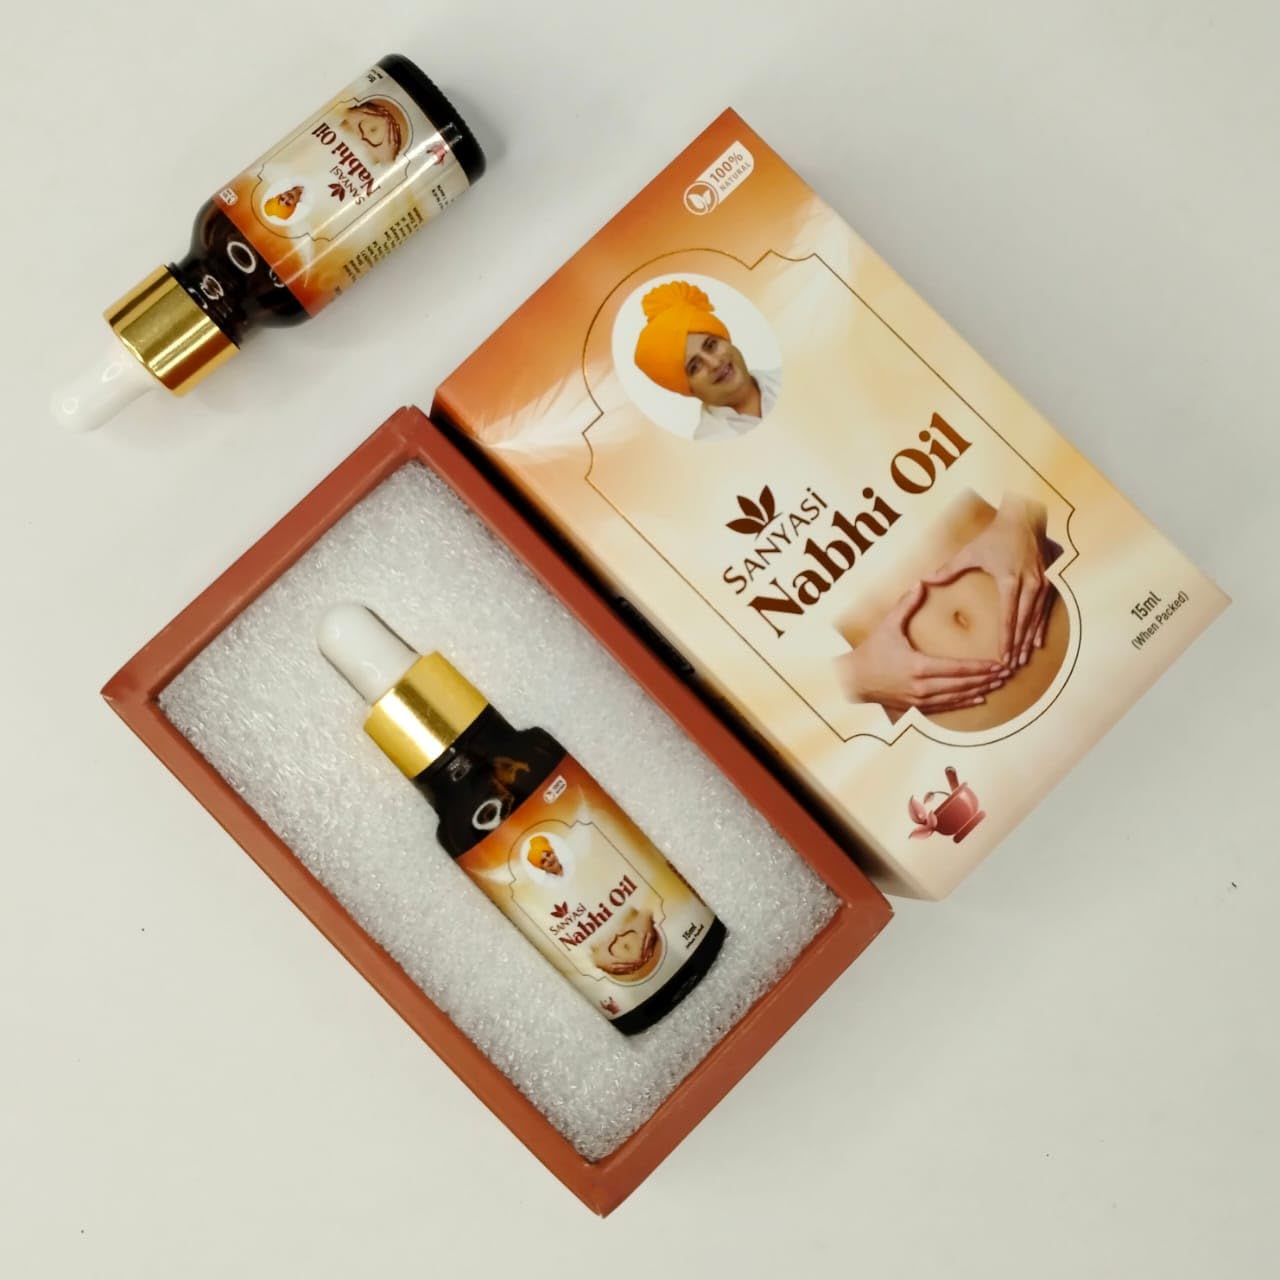 100%
NATURAL
SANYASI
Nabhi Oil
15ml
(When Packed)
SANYASI
Nabhi Oil
15ml
SANYASI
Nabhi Oil